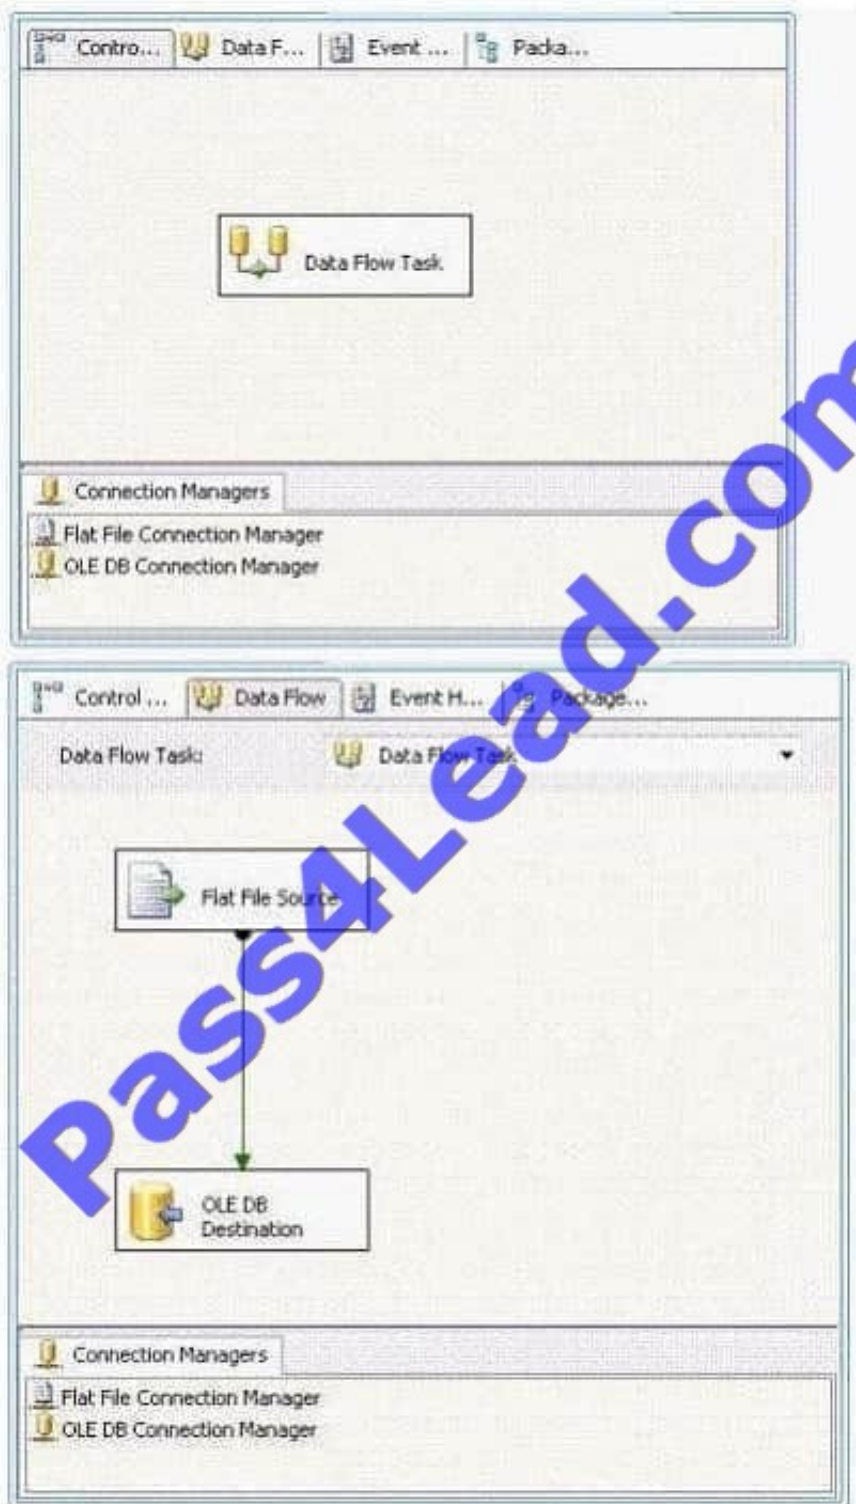 Contro... Data F... Event ... Packa...
Data Flow Task
Connection Managers
Flat File Connection Manager
OLE DB Connection Manager
Control ... Data Flow Event H... Package...
Data Flow Task: Data Flow Task
Flat File Source
OLE DB
Destination
Connection Managers
Flat File Connection Manager
OLE DB Connection Manager
Pass4Lead.com